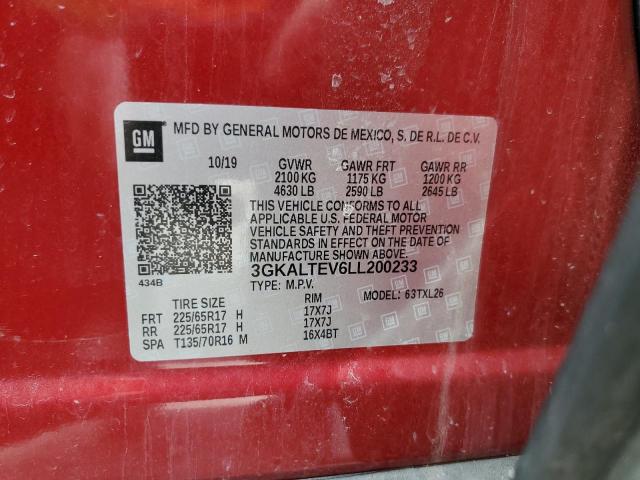 GM MFD BY GENERAL MOTORS DE MEXICO, S. DE R.L. DE C.V.
10/19 GVWR GAWR FRT GAWR RR
2100 KG 1175 KG 1200 KG
4630 LB 2590 LB 2645 LB
THIS VEHICLE CONFORMS TO ALL
APPLICABLE U.S. FEDERAL MOTOR
VEHICLE SAFETY AND THEFT PREVENTION
STANDARDS IN EFFECT ON THE DATE OF
MANUFACTURE SHOWN ABOVE.
3GKALTEV6LL200233
434B TYPE: M.P.V. MODEL: 63TXL26
TIRE SIZE RIM
FRT 225/65R17 H 17X7J
RR 225/65R17 H 17X7J
SPA T135/70R16 M 16X4BT